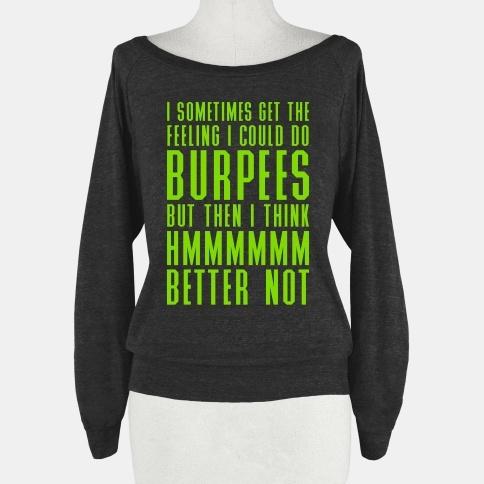 I SOMETIMES GET THE
FEELING I COULD DO
BURPEES
BUT THEN I THINK
HMMMMMM
BETTER NOT